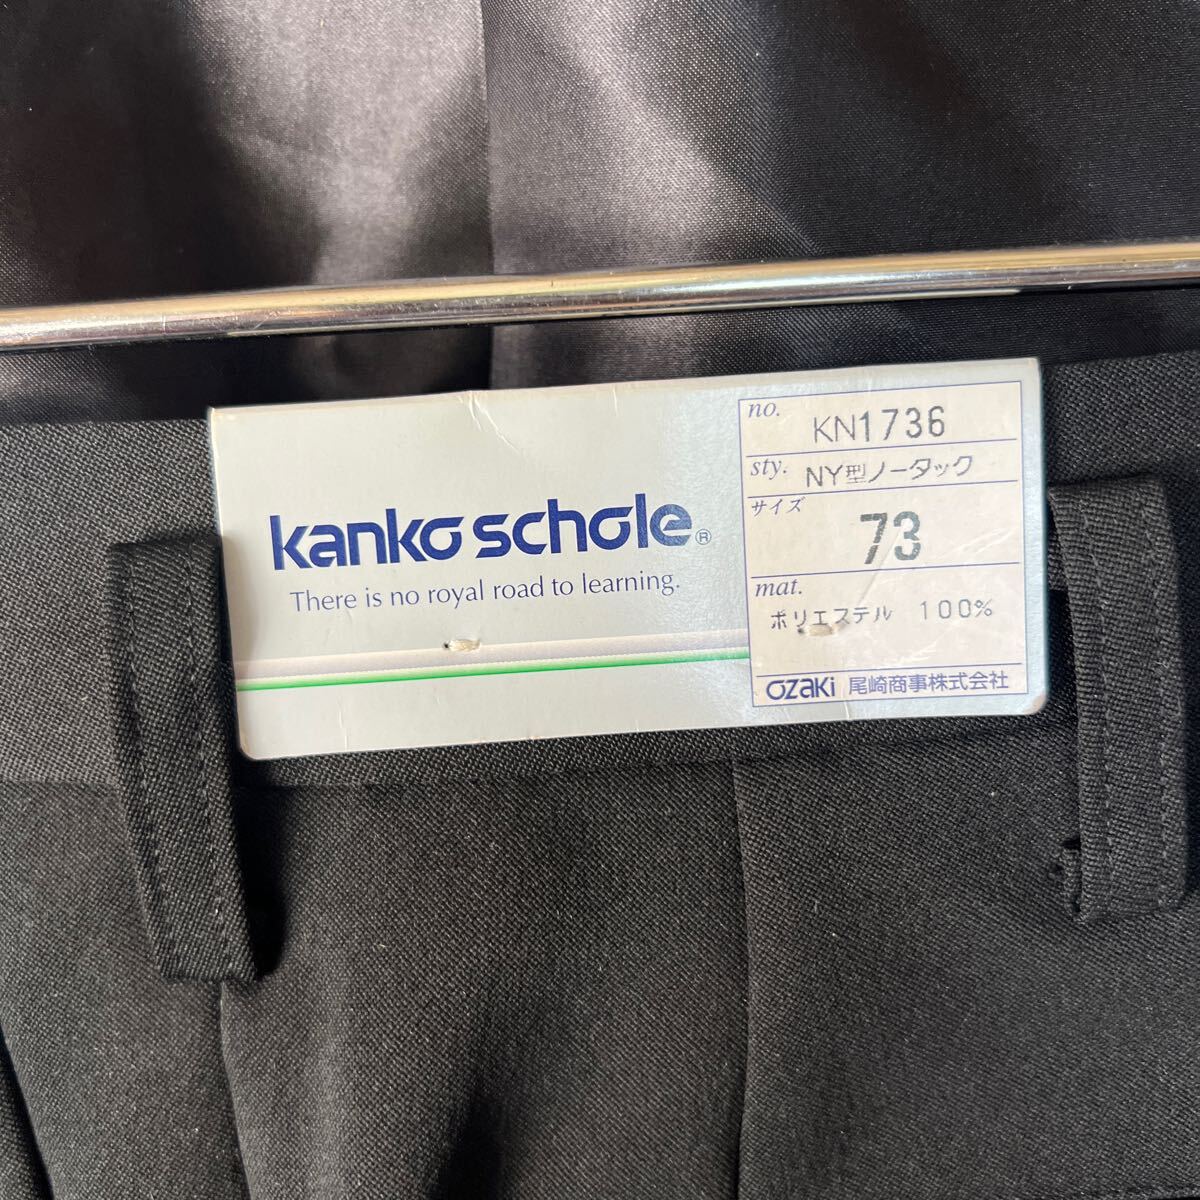 kanko schole®
There is no royal road to learning.
no. KN1736
sty. NY型ノータック
サイズ 73
mat.
ポリエステル 100%
OZAKI 尾崎商事株式会社